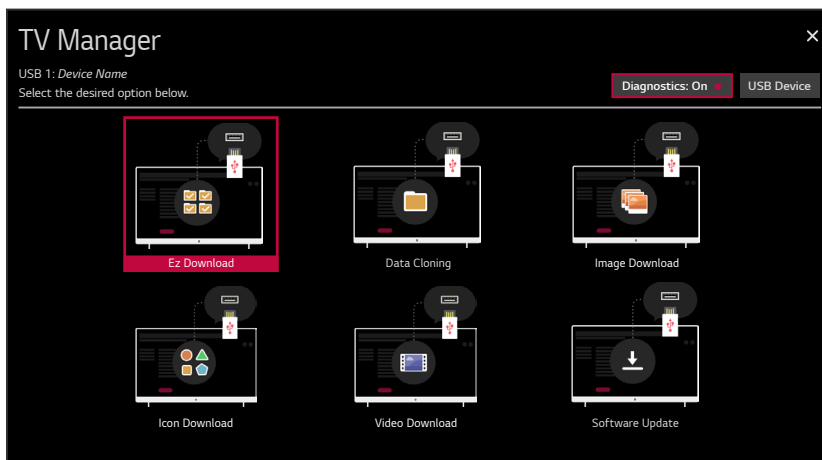 TV Manager
USB 1: Device Name
Select the desired option below.
Diagnostics: On
USB Device
Ez Download
Data Cloning
Image Download
Icon Download
Video Download
Software Update